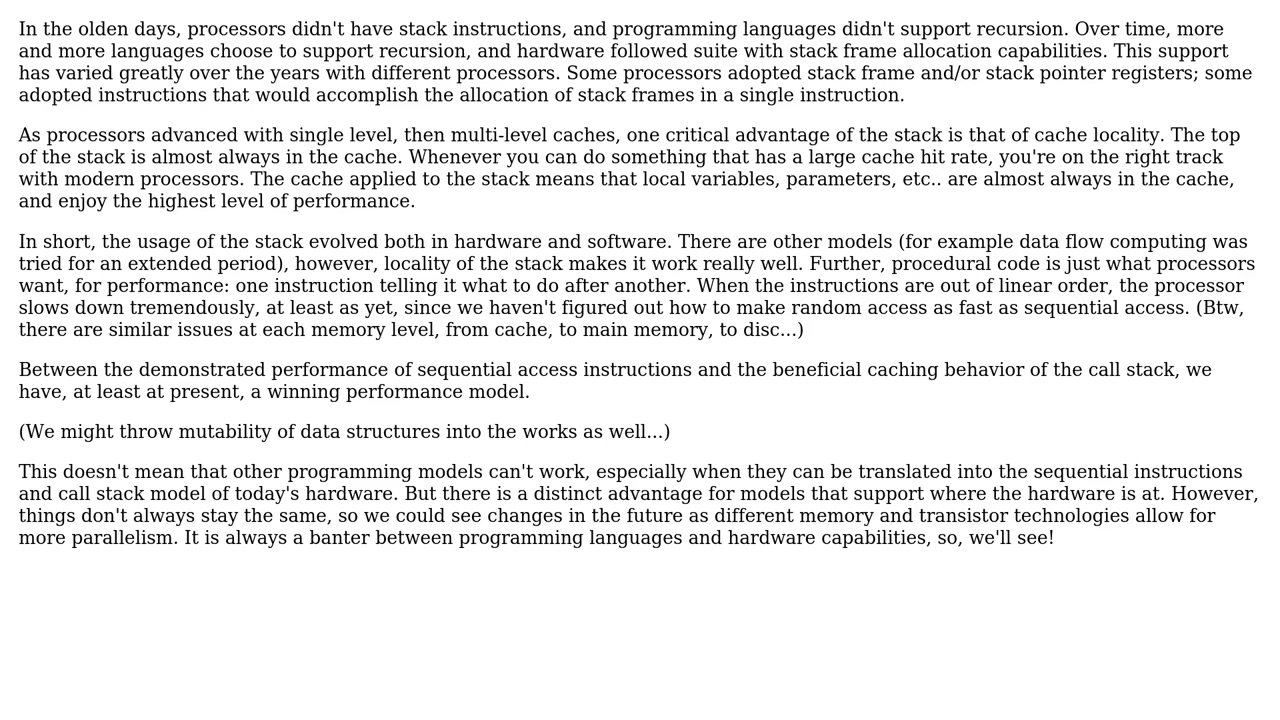 In the olden days, processors didn't have stack instructions, and programming languages didn't support recursion. Over time, more
and more languages choose to support recursion, and hardware followed suite with stack frame allocation capabilities. This support
has varied greatly over the years with different processors. Some processors adopted stack frame and/or stack pointer registers; some
adopted instructions that would accomplish the allocation of stack frames in a single instruction.
As processors advanced with single level, then multi-level caches, one critical advantage of the stack is that of cache locality. The top
of the stack is almost always in the cache. Whenever you can do something that has a large cache hit rate, you're on the right track
with modern processors. The cache applied to the stack means that local variables, parameters, etc.. are almost always in the cache,
and enjoy the highest level of performance.
In short, the usage of the stack evolved both in hardware and software. There are other models (for example data flow computing was
tried for an extended period), however, locality of the stack makes it work really well. Further, procedural code is just what processors
want, for performance: one instruction telling it what to do after another. When the instructions are out of linear order, the processor
slows down tremendously, at least as yet, since we haven't figured out how to make random access as fast as sequential access. (Btw,
there are similar issues at each memory level, from cache, to main memory, to disc...)
Between the demonstrated performance of sequential access instructions and the beneficial caching behavior of the call stack, we
have, at least at present, a winning performance model.
(We might throw mutability of data structures into the works as well...)
This doesn't mean that other programming models can't work, especially when they can be translated into the sequential instructions
and call stack model of today's hardware. But there is a distinct advantage for models that support where the hardware is at. However,
things don't always stay the same, so we could see changes in the future as different memory and transistor technologies allow for
more parallelism. It is always a banter between programming languages and hardware capabilities, so, we'll see!